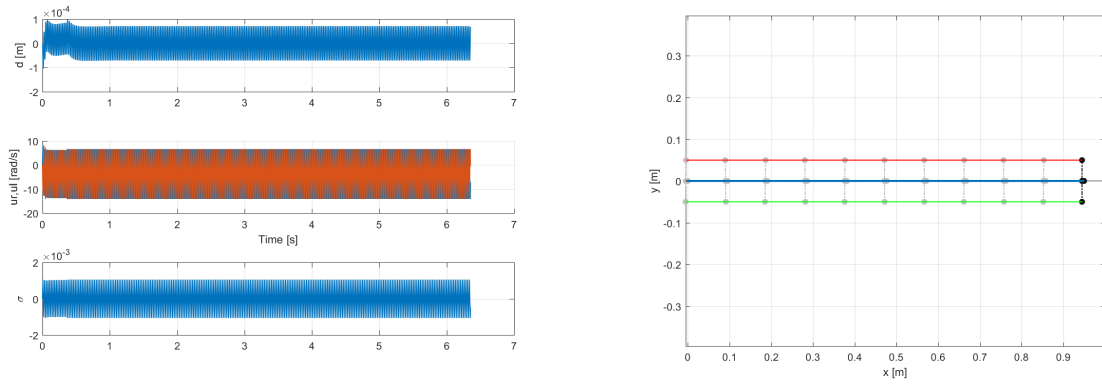 ×10⁻⁴
1
0
-1
-2
d [m]
0 1 2 3 4 5 6 7
10
0
-10
-20
ur,ul [rad/s]
0 1 2 3 4 5 6 7
Time [s]
×10⁻³
2
0
-2
σ
0 1 2 3 4 5 6 7
0.3
0.2
0.1
0
-0.1
-0.2
-0.3
y [m]
0 0.1 0.2 0.3 0.4 0.5 0.6 0.7 0.8 0.9
x [m]